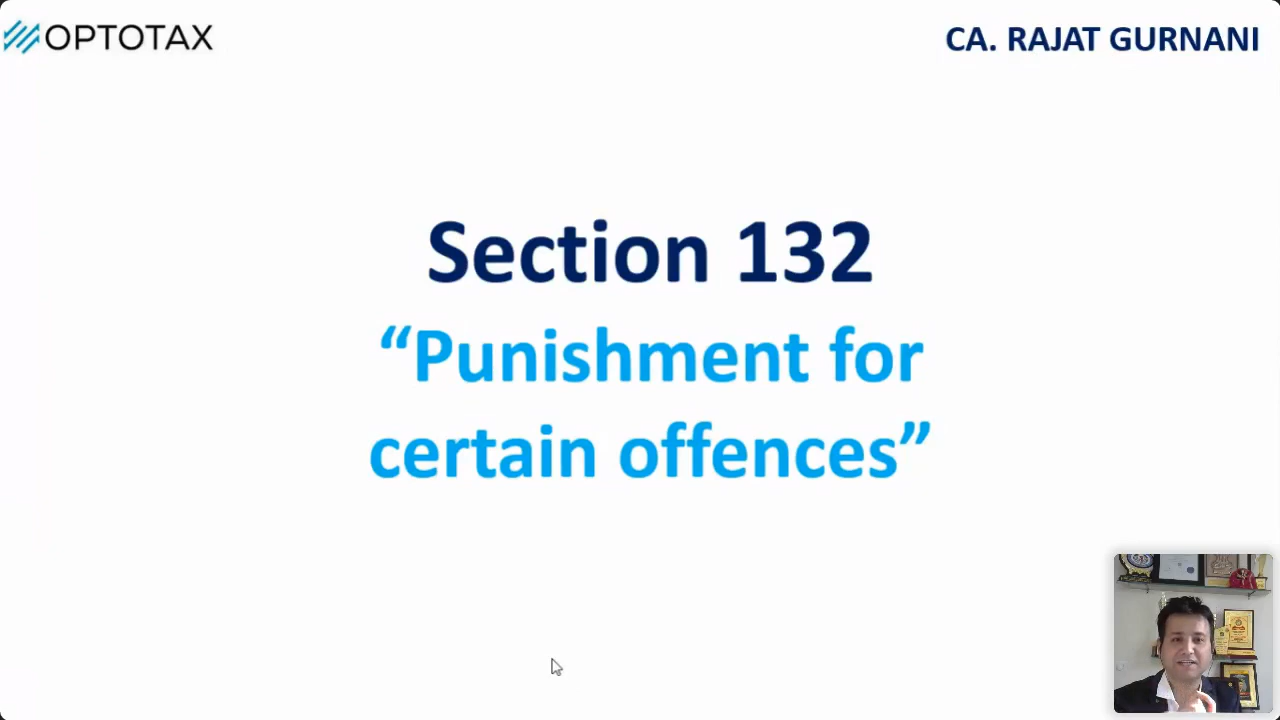 OPTOTAX
CA. RAJAT GURNANI
Section 132
“Punishment for
certain offences”